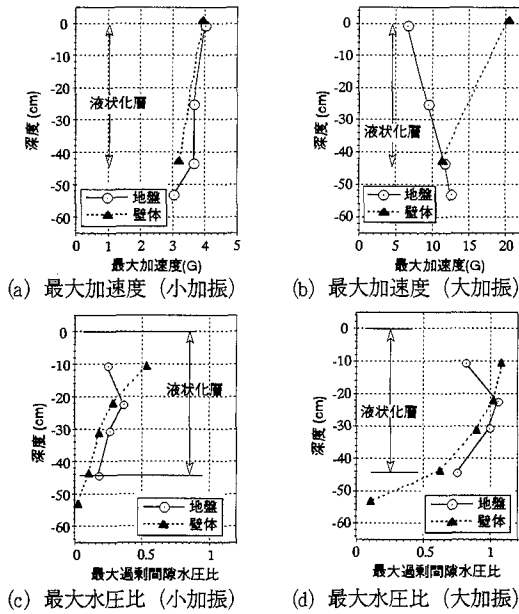 0
-10
-20
-30
-40
-50
-60
深度 (cm)
液状化層
地盤
壁体
0 1 2 3 4 5
最大加速度(G)
(a) 最大加速度（小加振）
0
-10
-20
-30
-40
-50
-60
深度 (cm)
液状化層
地盤
壁体
0 5 10 15 20
最大加速度(G)
(b) 最大加速度（大加振）
0
-10
-20
-30
-40
-50
-60
深度 (cm)
液状化層
地盤
壁体
0 0.5 1
最大過剰間隙水圧比
(c) 最大水圧比（小加振）
0
-10
-20
-30
-40
-50
-60
深度 (cm)
液状化層
地盤
壁体
0 0.5 1
最大過剰間隙水圧比
(d) 最大水圧比（大加振）